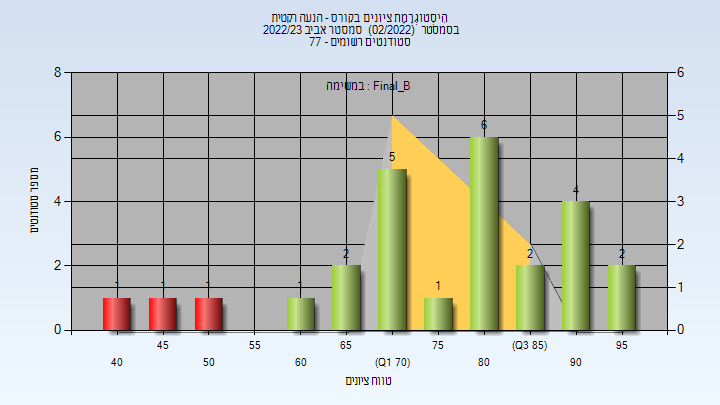 היסטוגרמת ציונים בקורס - הנעה רקטית
בסמסטר (02/2022) סמסטר אביב 2022/23
סטודנטים רשומים - 77
במשימה : Final_B
מספר סטודנטים
8 6 4 2 0
6 5 4 3 2 1 0
1 1 1 1 2 5 1 6 2 4 2
45 55 65 75 (Q3 85) 95
40 50 60 (Q1 70) 80 90
טווח ציונים